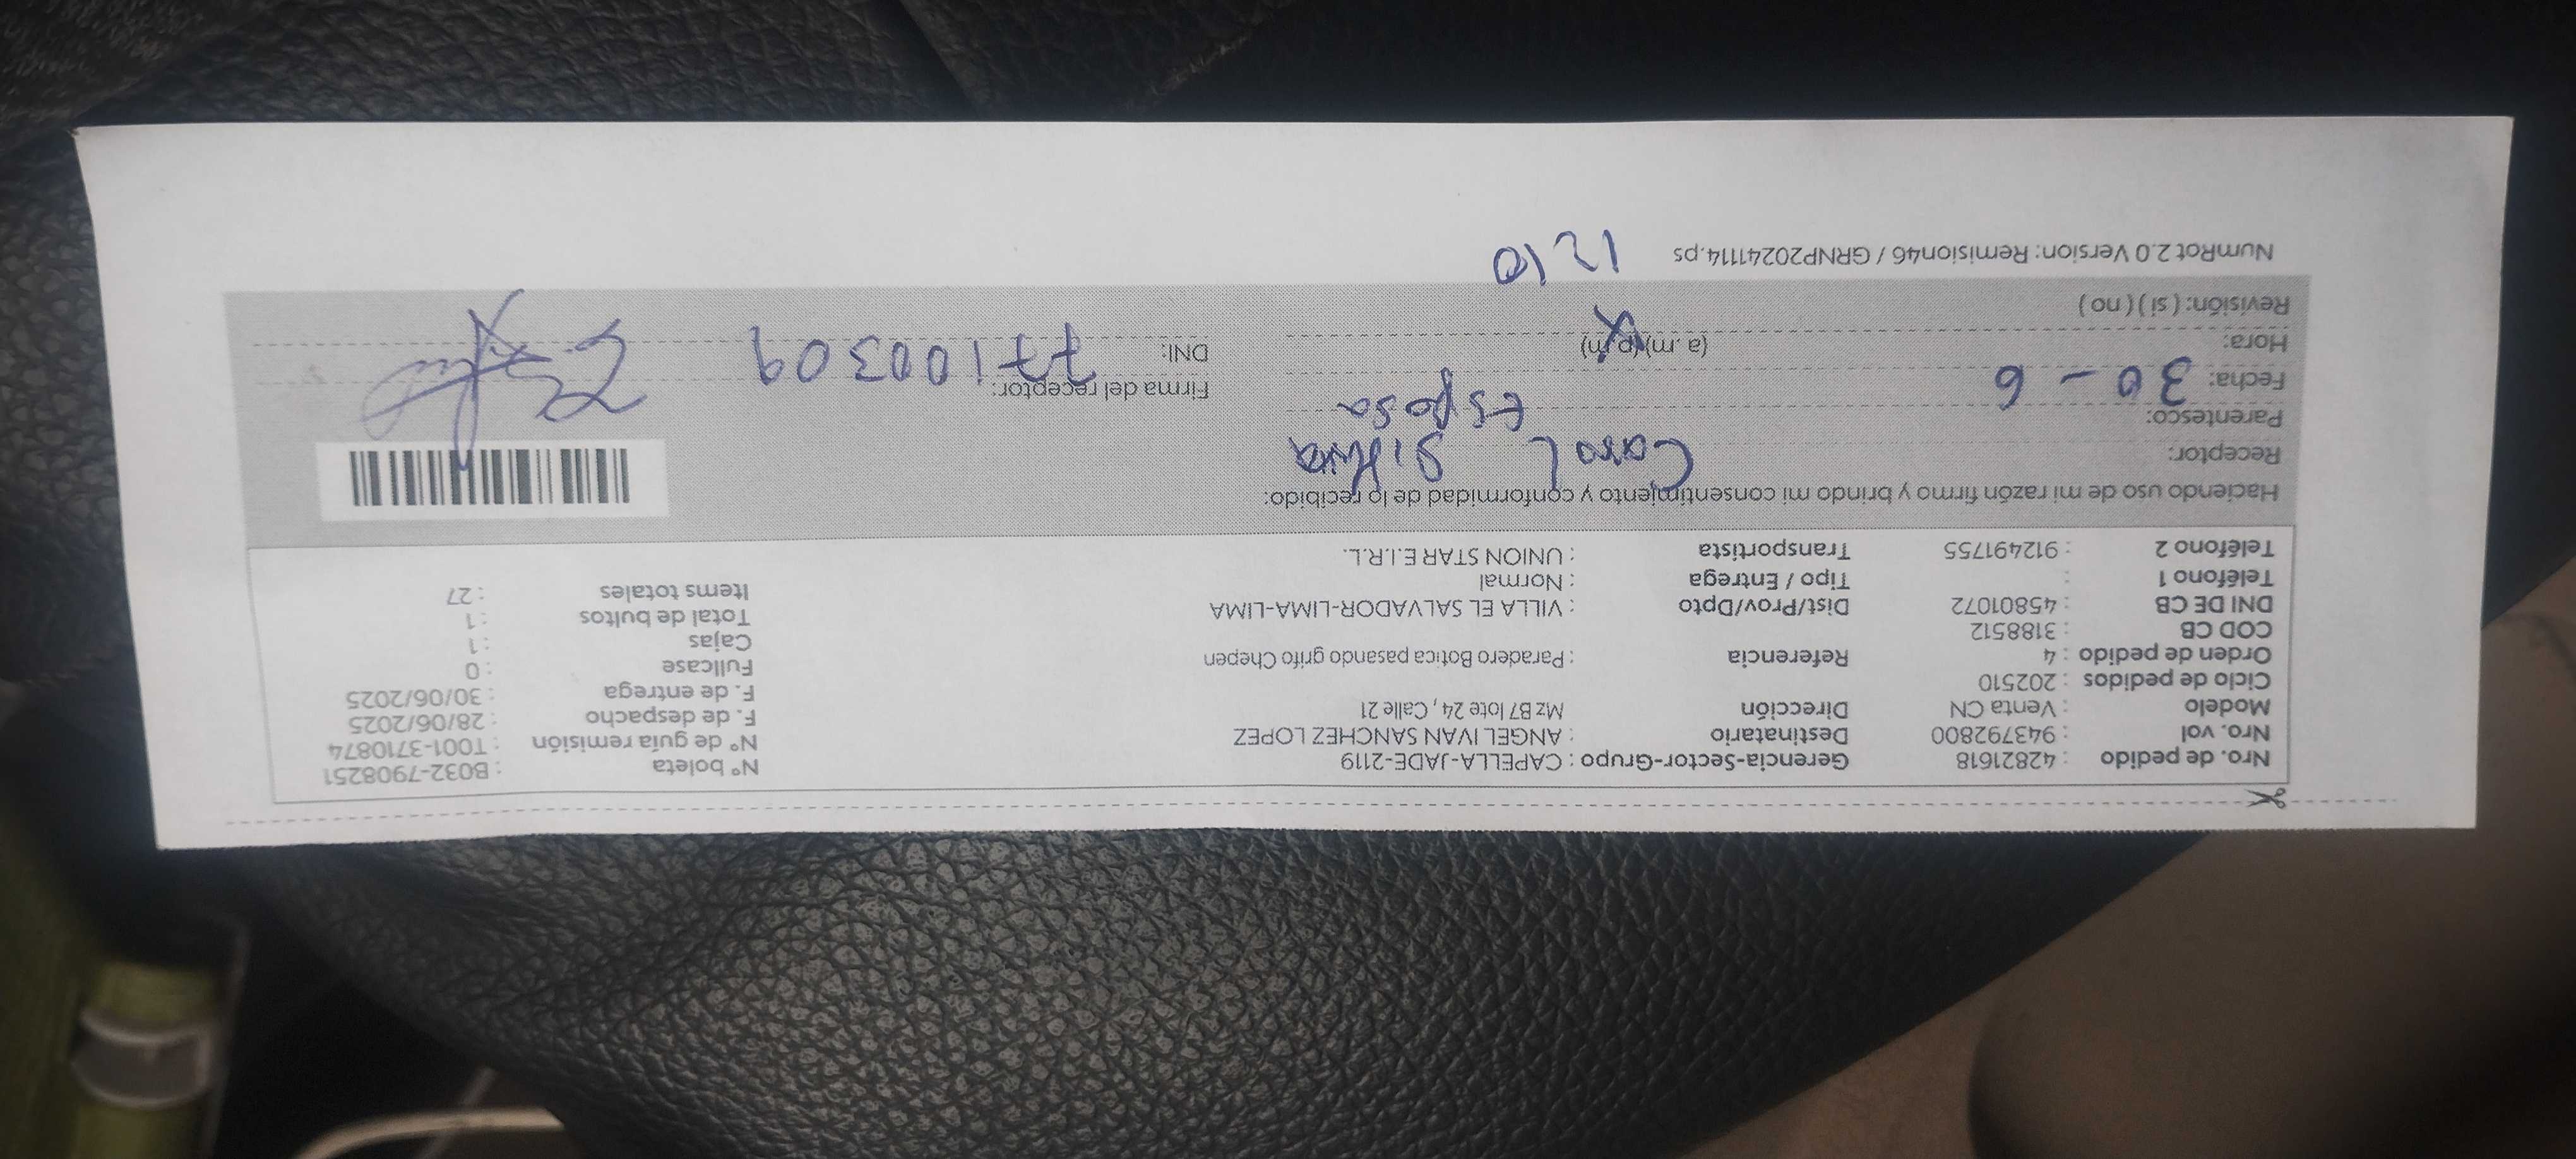 Nro. de pedido : 42821618 Gerencia-Sector-Grupo : CAPELLA-JADE-2119 Nº boleta : B032-7908251
Nro. vol : 943792800 Destinatario : ANGEL IVAN SANCHEZ LOPEZ Nº de guía remisión : T001-3710874
Modelo : Venta CN Dirección Mz B7 lote 24 , Calle 21 F. de despacho : 28/06/2025
Ciclo de pedidos : 202510 F. de entrega : 30/06/2025
Orden de pedido : 4 Referencia : Paradero Botica pasando grifo Chepen Fullcase : 0
COD CB : 3188512 Cajas : 1
DNI DE CB : 45801072 Dist/Prov/Dpto : VILLA EL SALVADOR-LIMA-LIMA Total de bultos : 1
Teléfono 1 : Tipo / Entrega : Normal Items totales : 27
Teléfono 2 : 912491755 Transportista : UNION STAR E.I.R.L.
Haciendo uso de mi razón firmo y brindo mi consentimiento y conformidad de lo recibido:
Receptor: Carol
Parentesco: Esposa
Fecha: 30 - 6 Firma del receptor:
Hora: (a. m) (p. m) DNI: 77100309
Revisión: ( si ) ( no )
NumRot 2.0 Version: Remision46 / GRNP20241114.ps 12 10